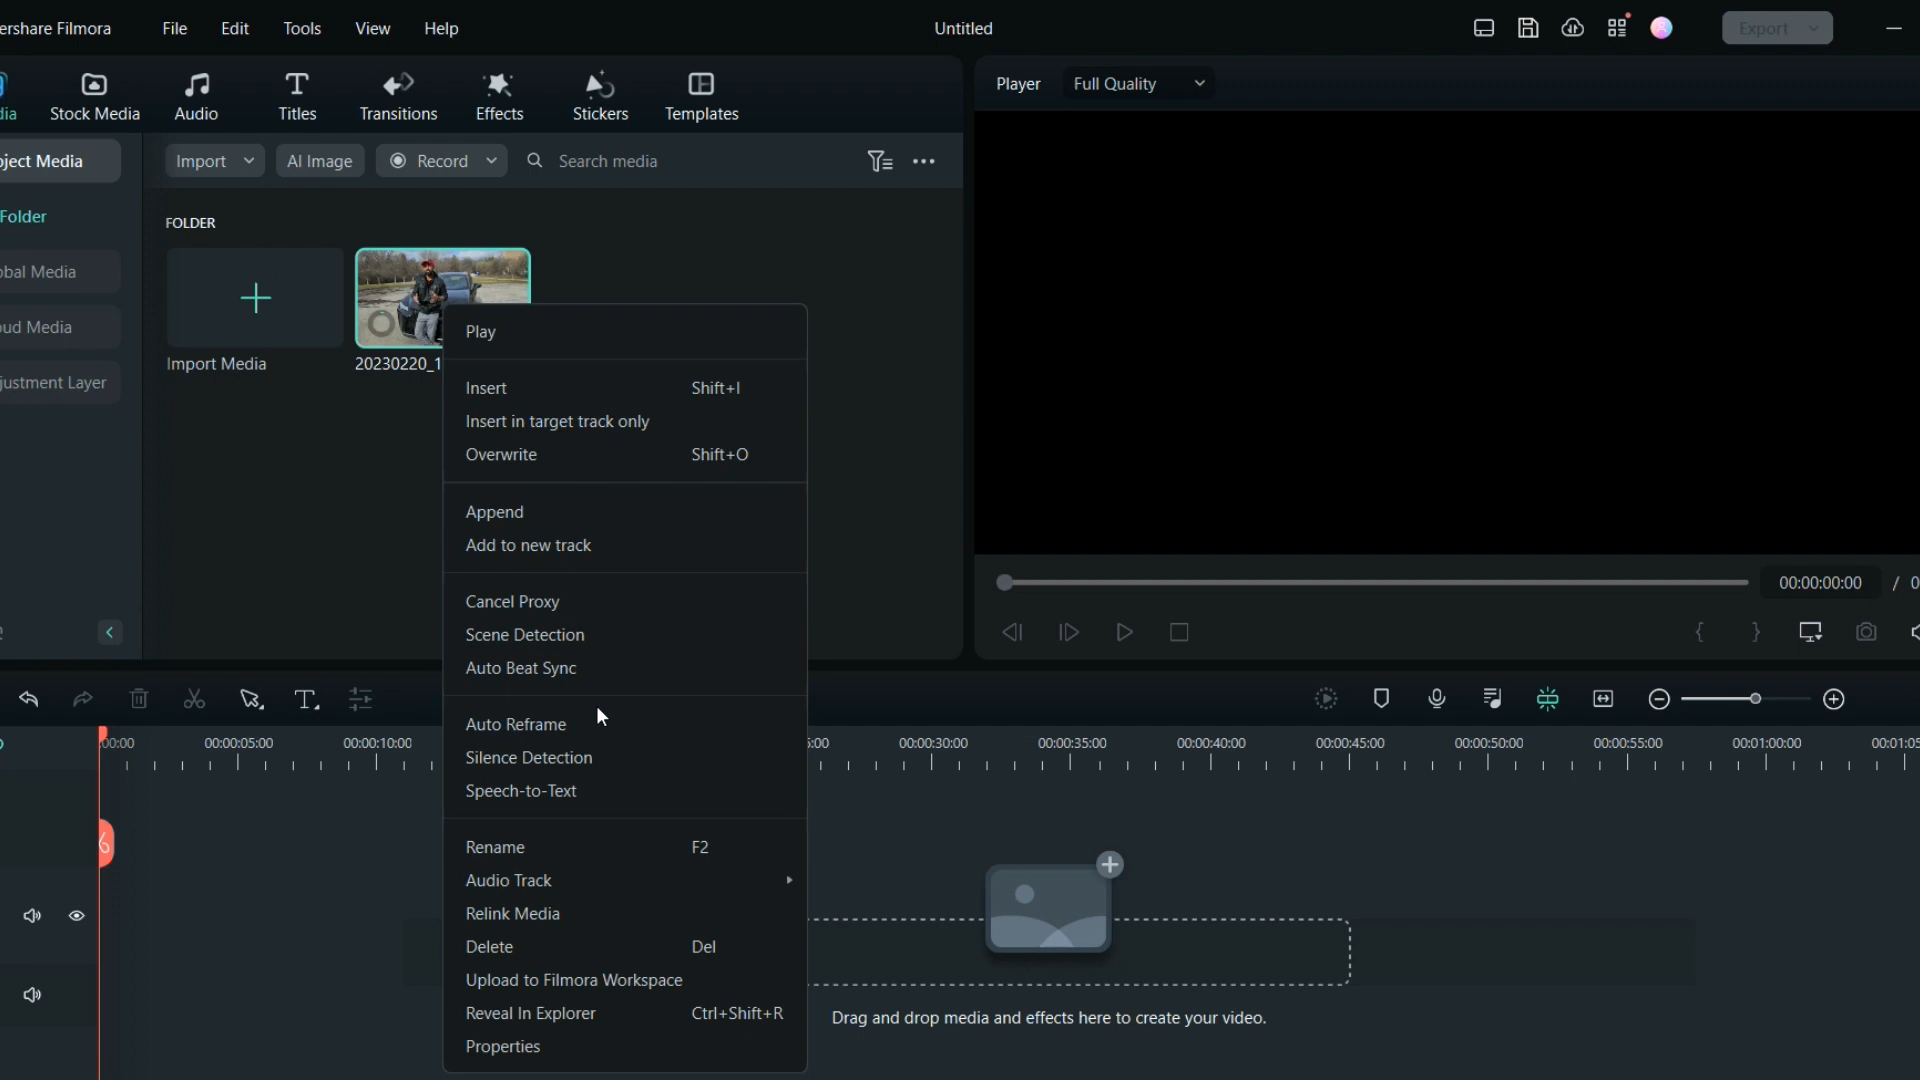 ershare Filmora
File
Edit
Tools
View
Help
Untitled
Export
dia
Stock Media
Audio
Titles
Transitions
Effects
Stickers
Templates
Player
Full Quality
ject Media
Import
AI Image
Record
Search media
Folder
FOLDER
bal Media
oud Media
justment Layer
Import Media
20230220_1
Play
Insert Shift+I
Insert in target track only
Overwrite Shift+O
Append
Add to new track
Cancel Proxy
Scene Detection
Auto Beat Sync
Auto Reframe
Silence Detection
Speech-to-Text
Rename F2
Audio Track
Relink Media
Delete Del
Upload to Filmora Workspace
Reveal In Explorer Ctrl+Shift+R
Properties
00:00:00:00 / 0
:00:00
00:00:05:00
00:00:10:00
5:00
00:00:30:00
00:00:35:00
00:00:40:00
00:00:45:00
00:00:50:00
00:00:55:00
00:01:00:00
00:01:05
Drag and drop media and effects here to create your video.